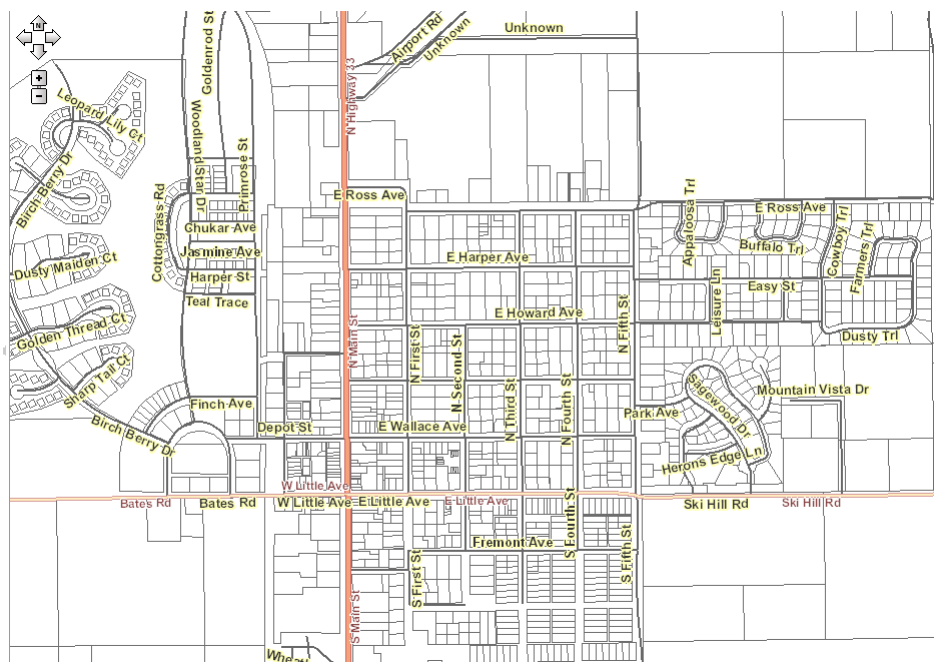 N
+
-
Goldenrod St
Airport Rd
Unknown
Unknown
N Highway 33
Leopard Lily Ct
Woodland Star Dr
Primrose St
Birch Berry Dr
Cottongrass Rd
E Ross Ave
Appaloosa Trl
E Ross Ave
Chukar Ave
Jasmine Ave
Harper St
Teal Trace
Dusty Maiden Ct
E Harper Ave
Buffalo Trl
Cowboy Trl
Farmers Trl
Leisure Ln
Easy St
E Howard Ave
N Fifth St
Dusty Trl
Golden Thread Ct
N Main St
N First St
N Second St
Sharp Tail Ct
Finch Ave
N Third St
N Fourth St
Sagewood Dr
Mountain Vista Dr
Park Ave
Birch Berry Dr
Depot St
E Wallace Ave
Herons Edge Ln
W Little Ave
Bates Rd
Bates Rd
W Little Ave
E Little Ave
E Little Ave
Ski Hill Rd
Ski Hill Rd
S Fourth St
Fremont Ave
S Fifth St
S First St
S Main St